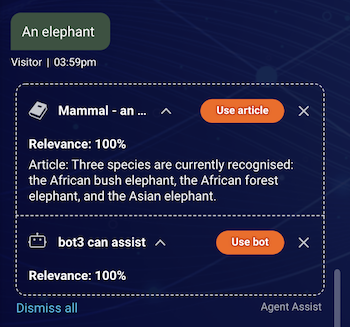 An elephant
Visitor | 03:59pm
Mammal - an ... Use article
Relevance: 100%
Article: Three species are currently recognised:
the African bush elephant, the African forest
elephant, and the Asian elephant.
bot3 can assist Use bot
Relevance: 100%
Dismiss all Agent Assist